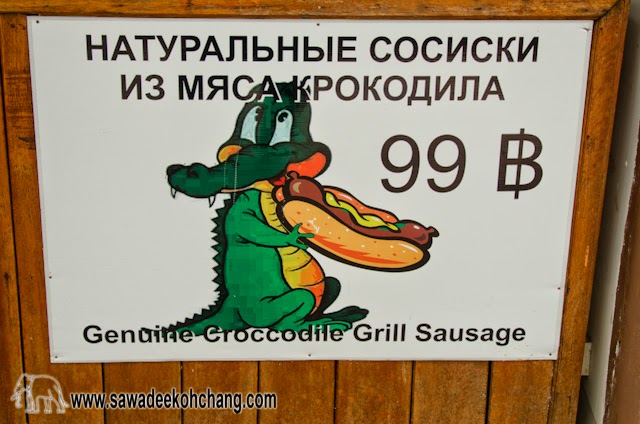 НАТУРАЛЬНЫЕ СОСИСКИ
ИЗ МЯСА КРОКОДИЛА
99 ฿
Genuine Croccodile Grill Sausage
www.sawadeekohchang.com